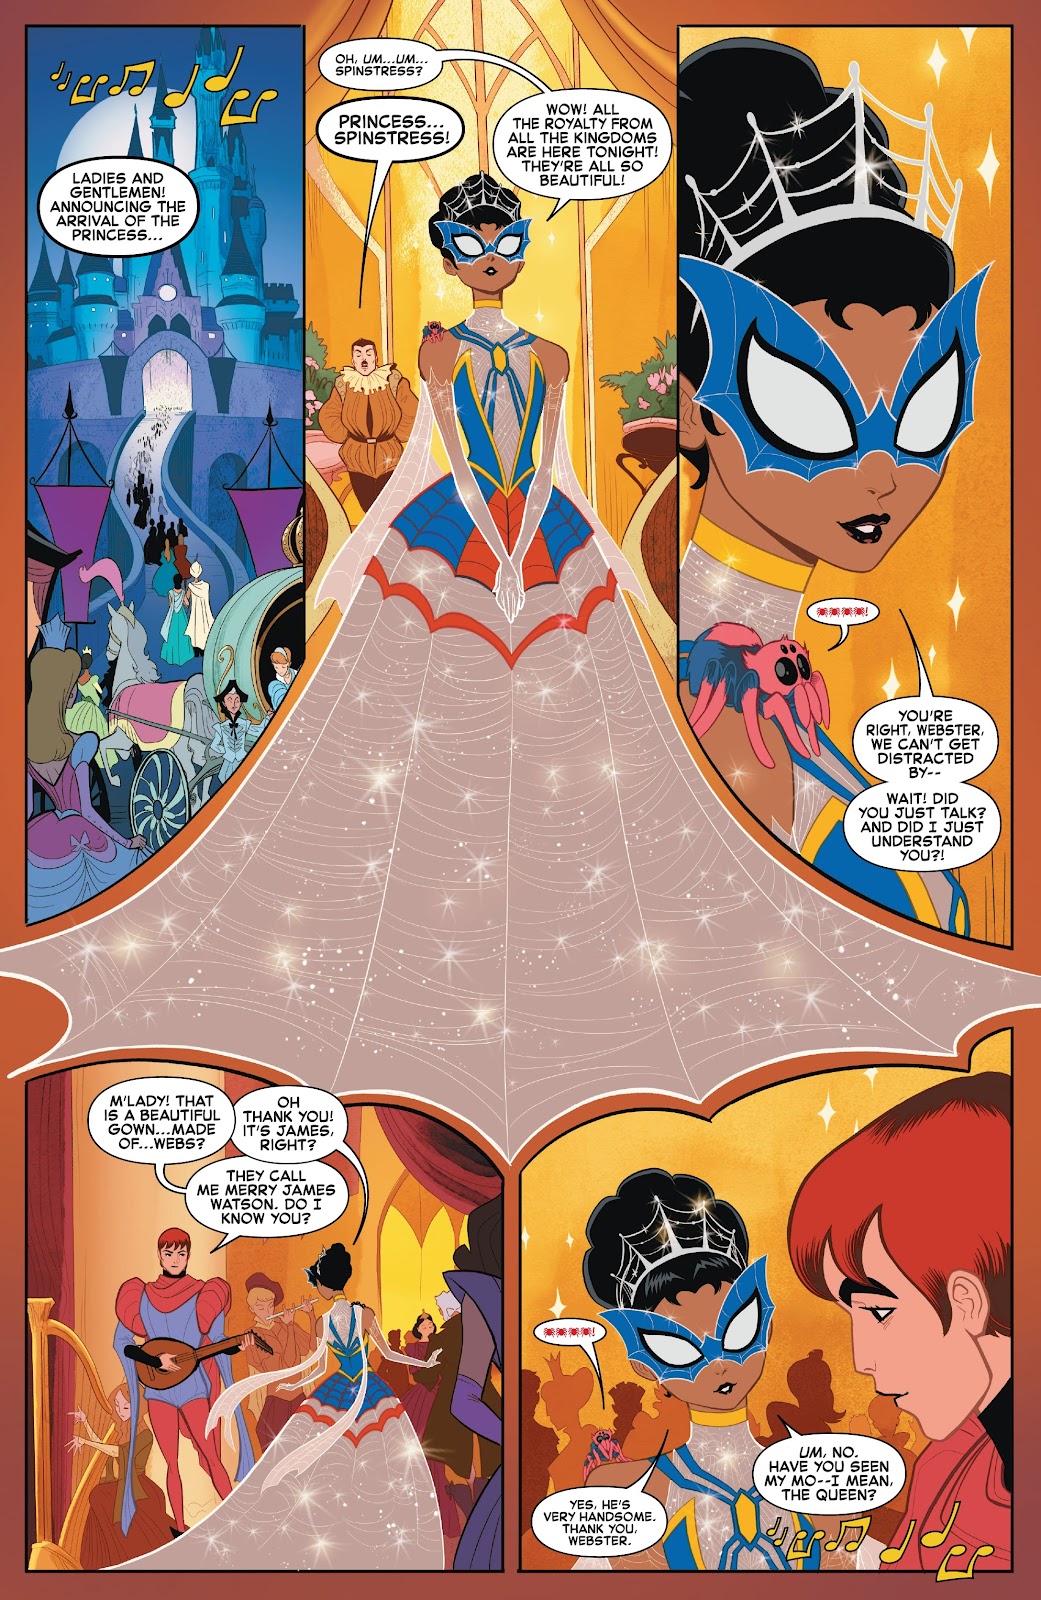 LADIES AND
GENTLEMEN!
ANNOUNCING THE
ARRIVAL OF THE
PRINCESS...
OH, UM...UM...
SPINSTRESS?
PRINCESS...
SPINSTRESS!
WOW! ALL
THE ROYALTY FROM
ALL THE KINGDOMS
ARE HERE TONIGHT!
THEY'RE ALL SO
BEAUTIFUL!
YOU'RE
RIGHT, WEBSTER,
WE CAN'T GET
DISTRACTED
BY--
WAIT! DID
YOU JUST TALK?
AND DID I JUST
UNDERSTAND
YOU?!
M'LADY! THAT
IS A BEAUTIFUL
GOWN...MADE
OF...WEBS?
OH
THANK YOU!
IT'S JAMES,
RIGHT?
THEY CALL
ME MERRY JAMES
WATSON. DO I
KNOW YOU?
YES, HE'S
VERY HANDSOME.
THANK YOU,
WEBSTER.
UM, NO.
HAVE YOU SEEN
MY MO--I MEAN,
THE QUEEN?